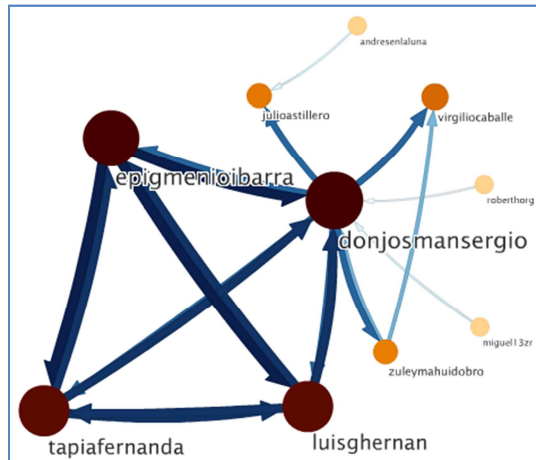 andresenlaluna
julioastillero
virgiliocaballe
epigmenioibarra
roberthorg
donjosmansergio
miguel13zr
zuleymahuidobro
luisghernan
tapiafernanda